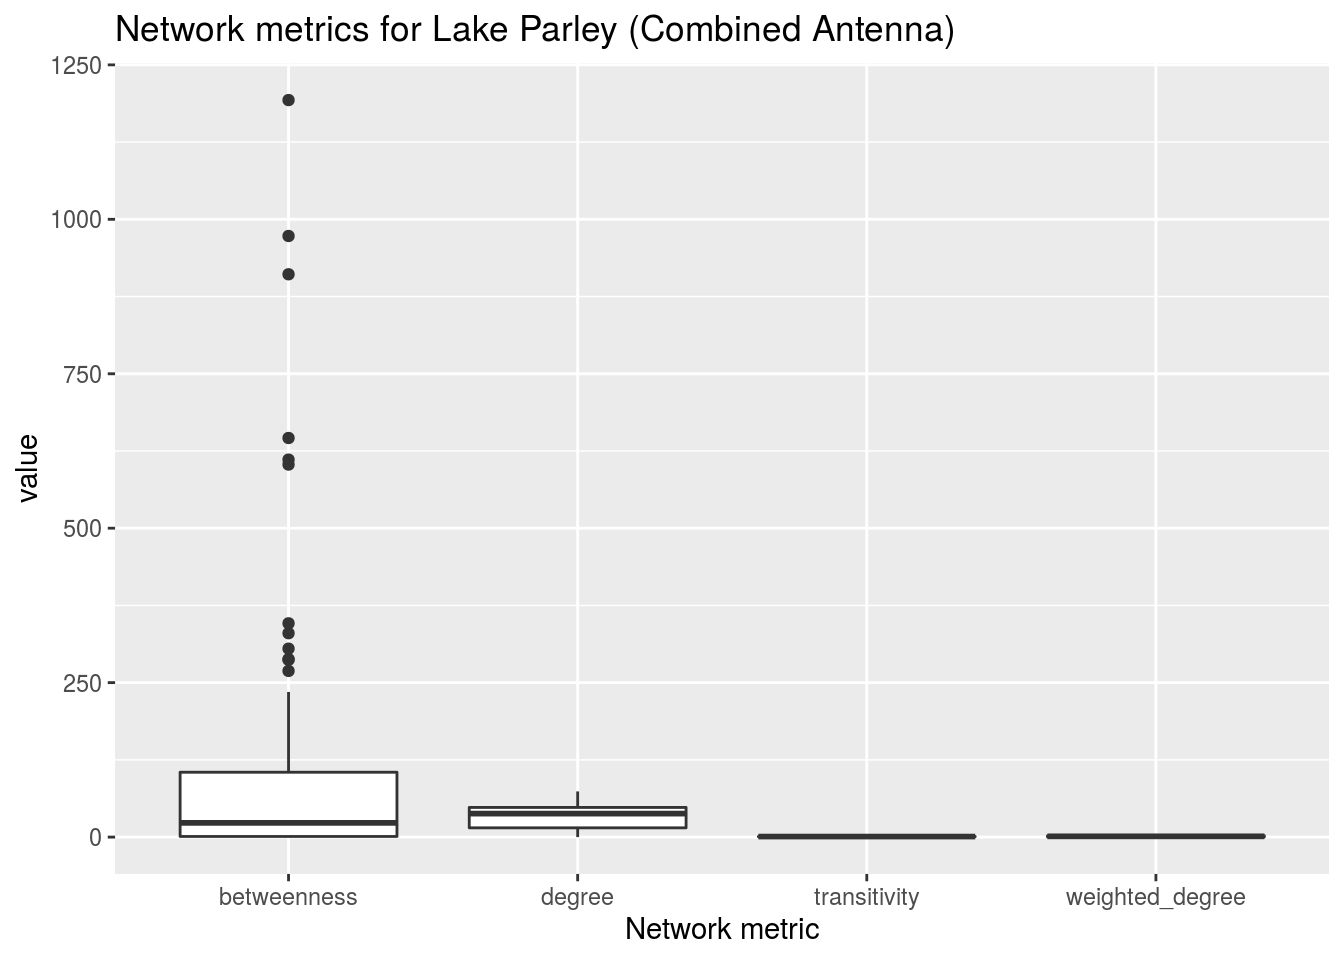 Network metrics for Lake Parley (Combined Antenna)
1250
1000
750
500
250
0
value
betweenness degree transitivity weighted_degree
Network metric